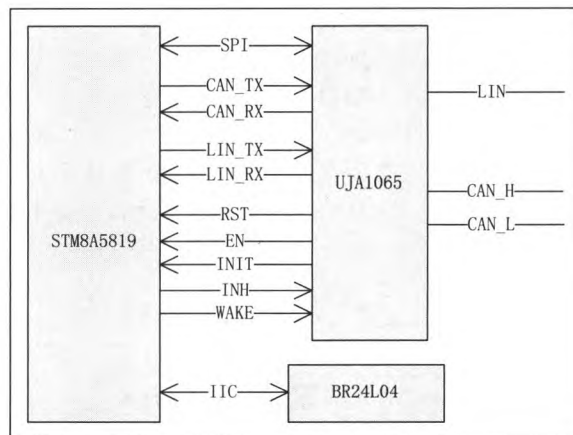 SPI
CAN_TX
CAN_RX
LIN
LIN_TX
LIN_RX
UJA1065
CAN_H
RST
CAN_L
STM8A5819
EN
INIT
INH
WAKE
IIC
BR24L04